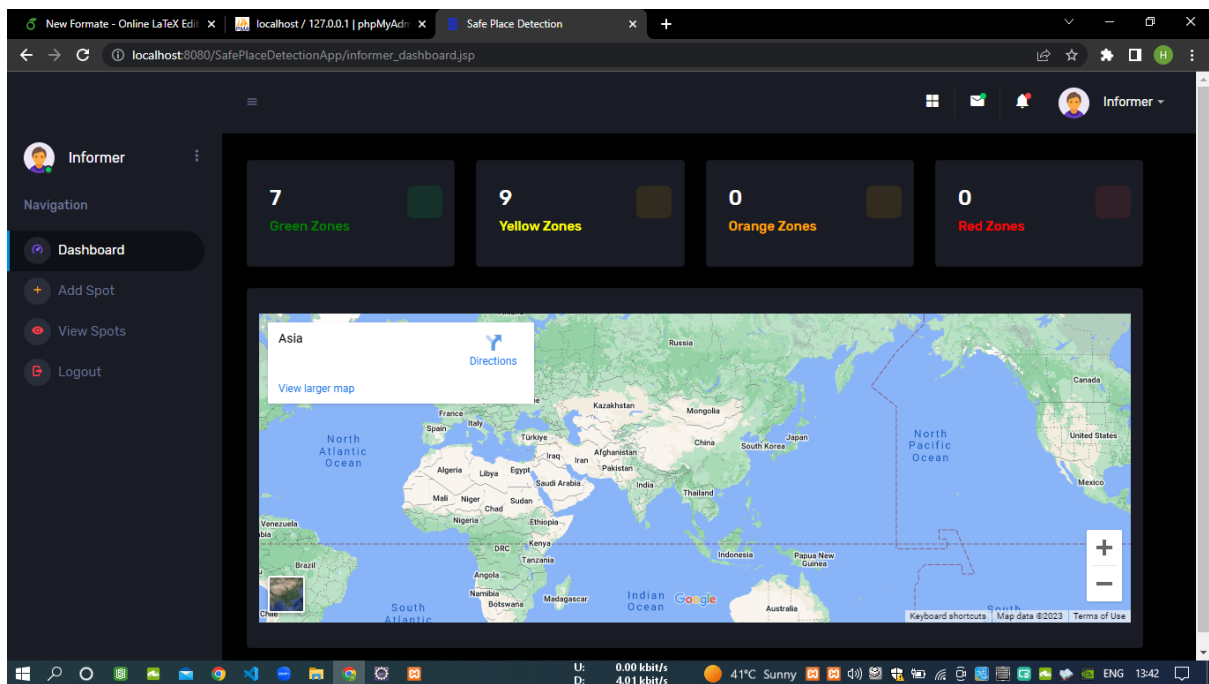 New Formate - Online LaTeX Edit
localhost / 127.0.0.1 | phpMyAdm
Safe Place Detection
localhost:8080/SafePlaceDetectionApp/informer_dashboard.jsp
H
Informer
Informer
Navigation
Dashboard
Add Spot
View Spots
Logout
7
Green Zones
9
Yellow Zones
0
Orange Zones
0
Red Zones
Asia
Directions
View larger map
Russia
Canada
Kazakhstan
Mongolia
France
Italy
Spain
Türkiye
China
South Korea
Japan
North
Pacific
Ocean
United States
North
Atlantic
Ocean
Iraq
Iran
Afghanistan
Pakistan
Algeria
Libya
Egypt
Saudi Arabia
India
Thailand
Mexico
Mali
Niger
Chad
Sudan
Nigeria
Ethiopia
Venezuela
DRC
Kenya
Tanzania
Indonesia
Papua New
Guinea
Brazil
Angola
Namibia
Botswana
Madagascar
Indian
Ocean
Google
Australia
South
Atlantic
Chile
South
Keyboard shortcuts
Map data ©2023
Terms of Use
U: 0.00 kbit/s
D: 4.01 kbit/s
41°C Sunny
ENG
13:42